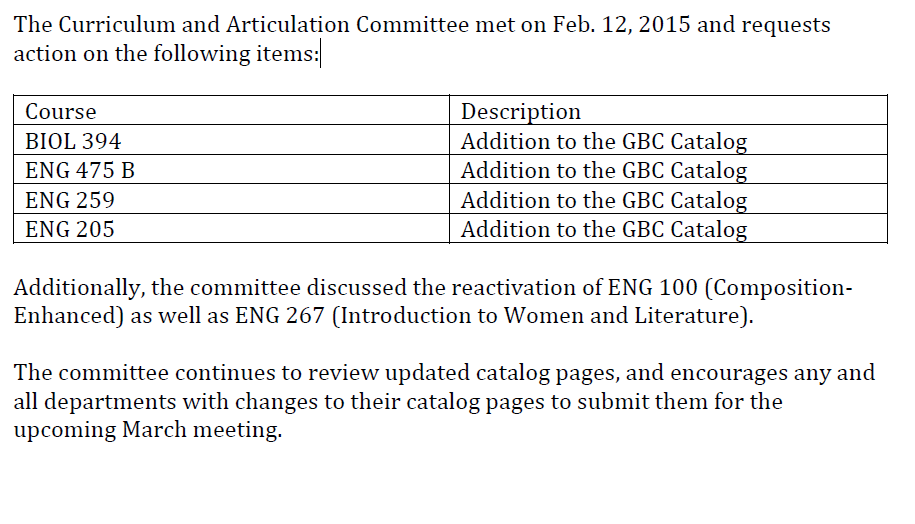 The Curriculum and Articulation Committee met on Feb. 12, 2015 and requests
action on the following items:
Course Description
BIOL 394 Addition to the GBC Catalog
ENG 475 B Addition to the GBC Catalog
ENG 259 Addition to the GBC Catalog
ENG 205 Addition to the GBC Catalog
Additionally, the committee discussed the reactivation of ENG 100 (Composition-
Enhanced) as well as ENG 267 (Introduction to Women and Literature).
The committee continues to review updated catalog pages, and encourages any and
all departments with changes to their catalog pages to submit them for the
upcoming March meeting.